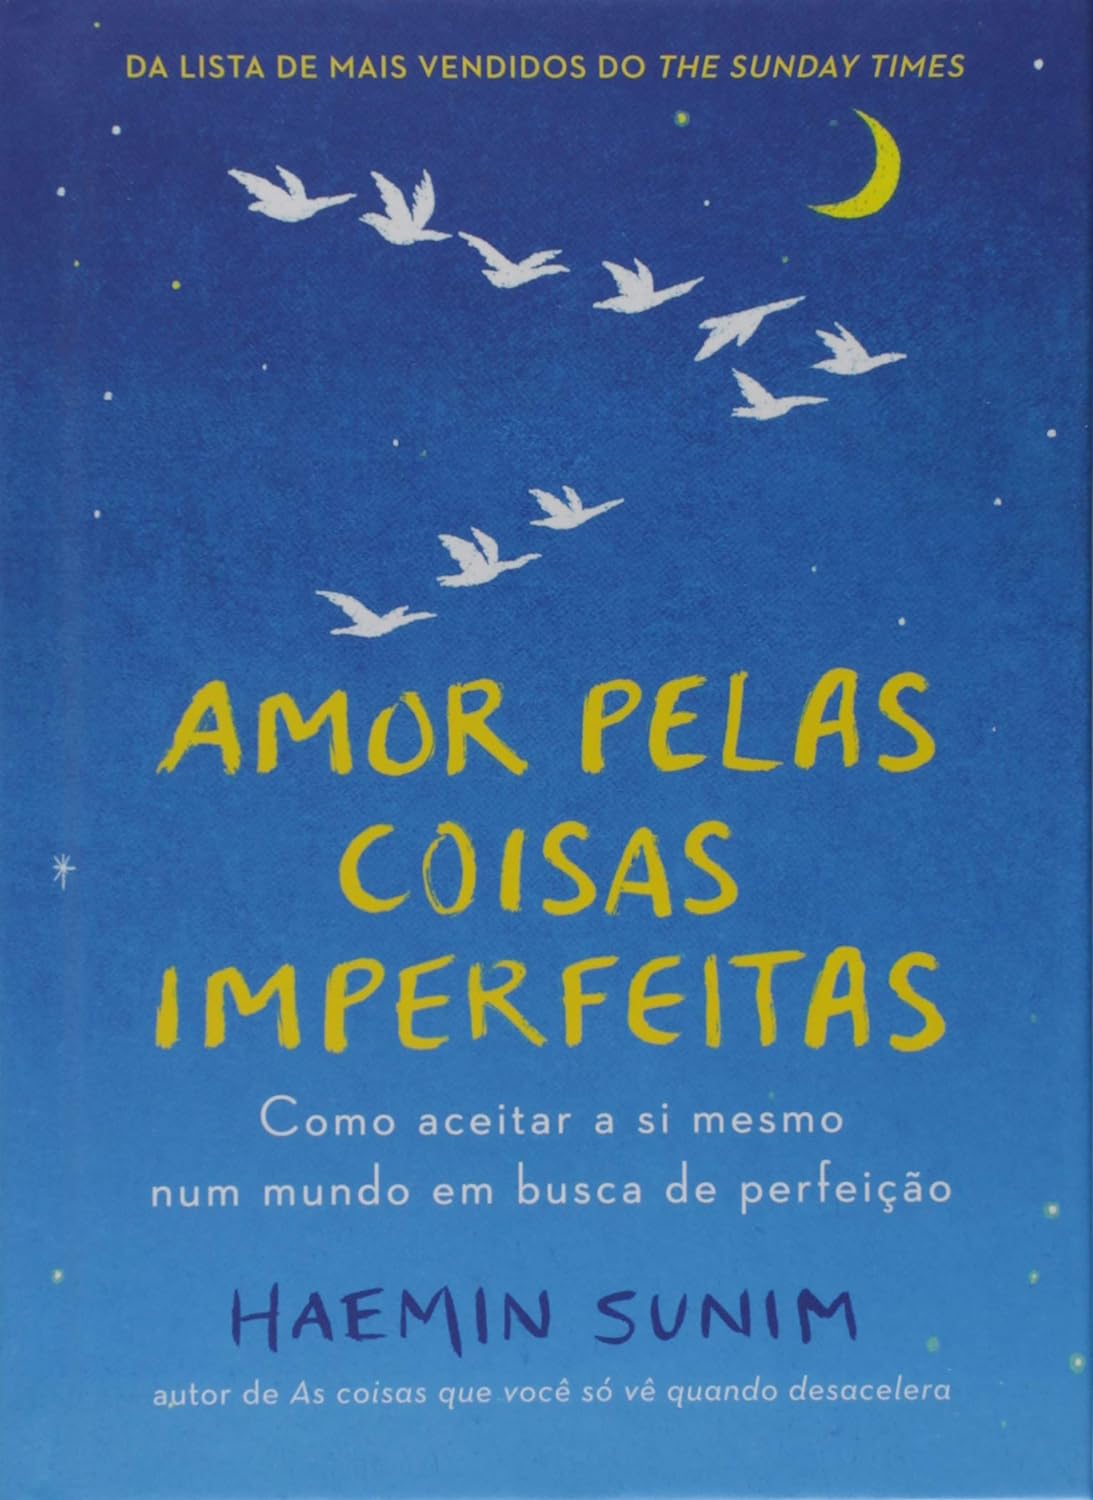 DA LISTA DE MAIS VENDIDOS DO THE SUNDAY TIMES
AMOR PELAS
COISAS
IMPERFEITAS
Como aceitar a si mesmo
num mundo em busca de perfeição
HAEMIN SUNIM
autor de As coisas que você só vê quando desacelera